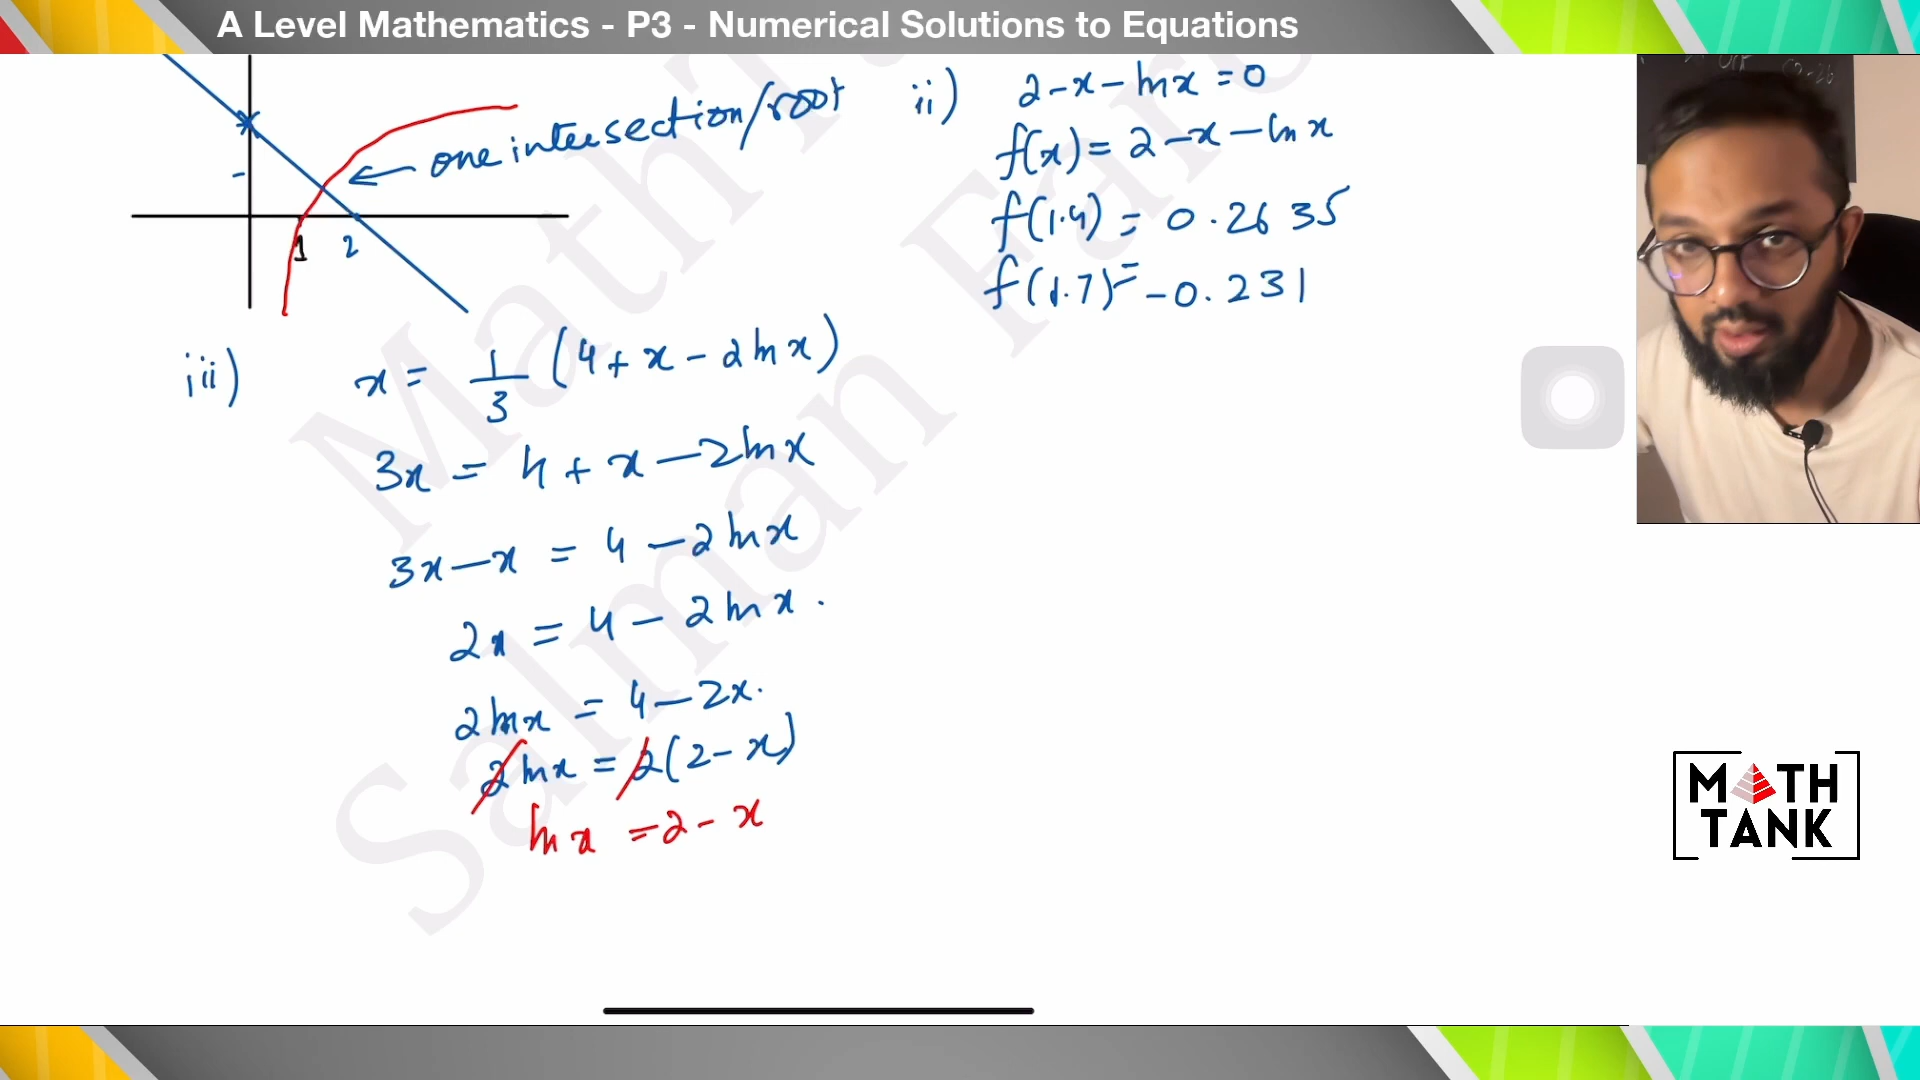 A Level Mathematics - P3 - Numerical Solutions to Equations
one intersection/root
1 2
ii) 2-x-lnx=0
f(x)= 2-x-lnx
f(1.4) = 0.2635
f(1.7)= -0.231
iii) x = 1/3 (4+x-2lnx)
3x = 4+x-2lnx
3x-x = 4-2lnx
2x = 4-2lnx.
2lnx = 4-2x.
2lnx = 2(2-x)
lnx = 2-x
MATH
TANK
Math
Salman